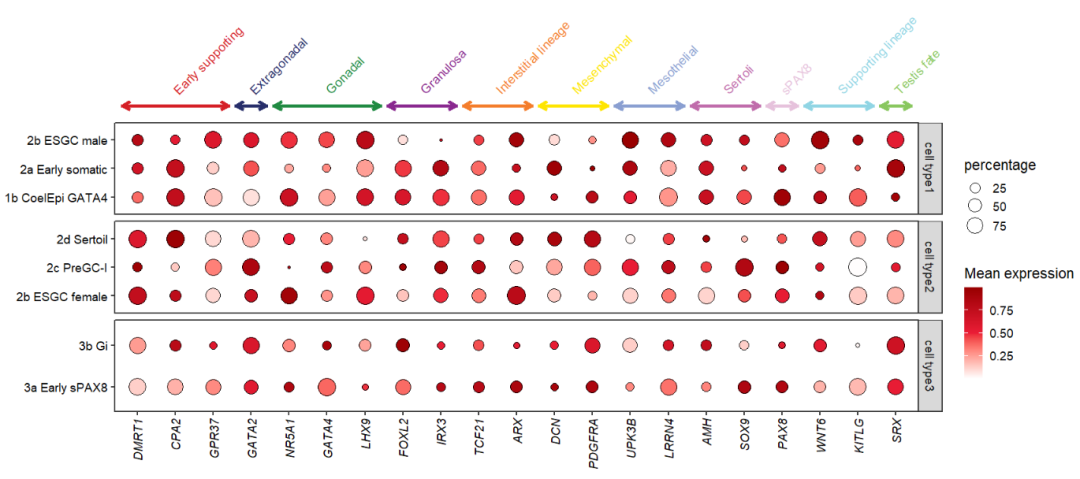 Early supporting
Extragonadal
Gonadal
Granulosa
Interstitial lineage
Mesenchymal
Mesothelial
Sertoli
sPAX8
Supporting lineage
Testis fate
2b ESGC male
2a Early somatic
1b CoelEpi GATA4
cell type1
2d Sertoil
2c PreGC-I
2b ESGC female
cell type2
3b Gi
3a Early sPAX8
cell type3
DMRT1
CPA2
GPR37
GATA2
NR5A1
GATA4
LHX9
FOXL2
IRX3
TCF21
ARX
DCN
PDGFRA
UPK3B
LRRN4
AMH
SOX9
PAX8
WNT6
KITLG
SRX
percentage
25
50
75
Mean expression
0.75
0.50
0.25